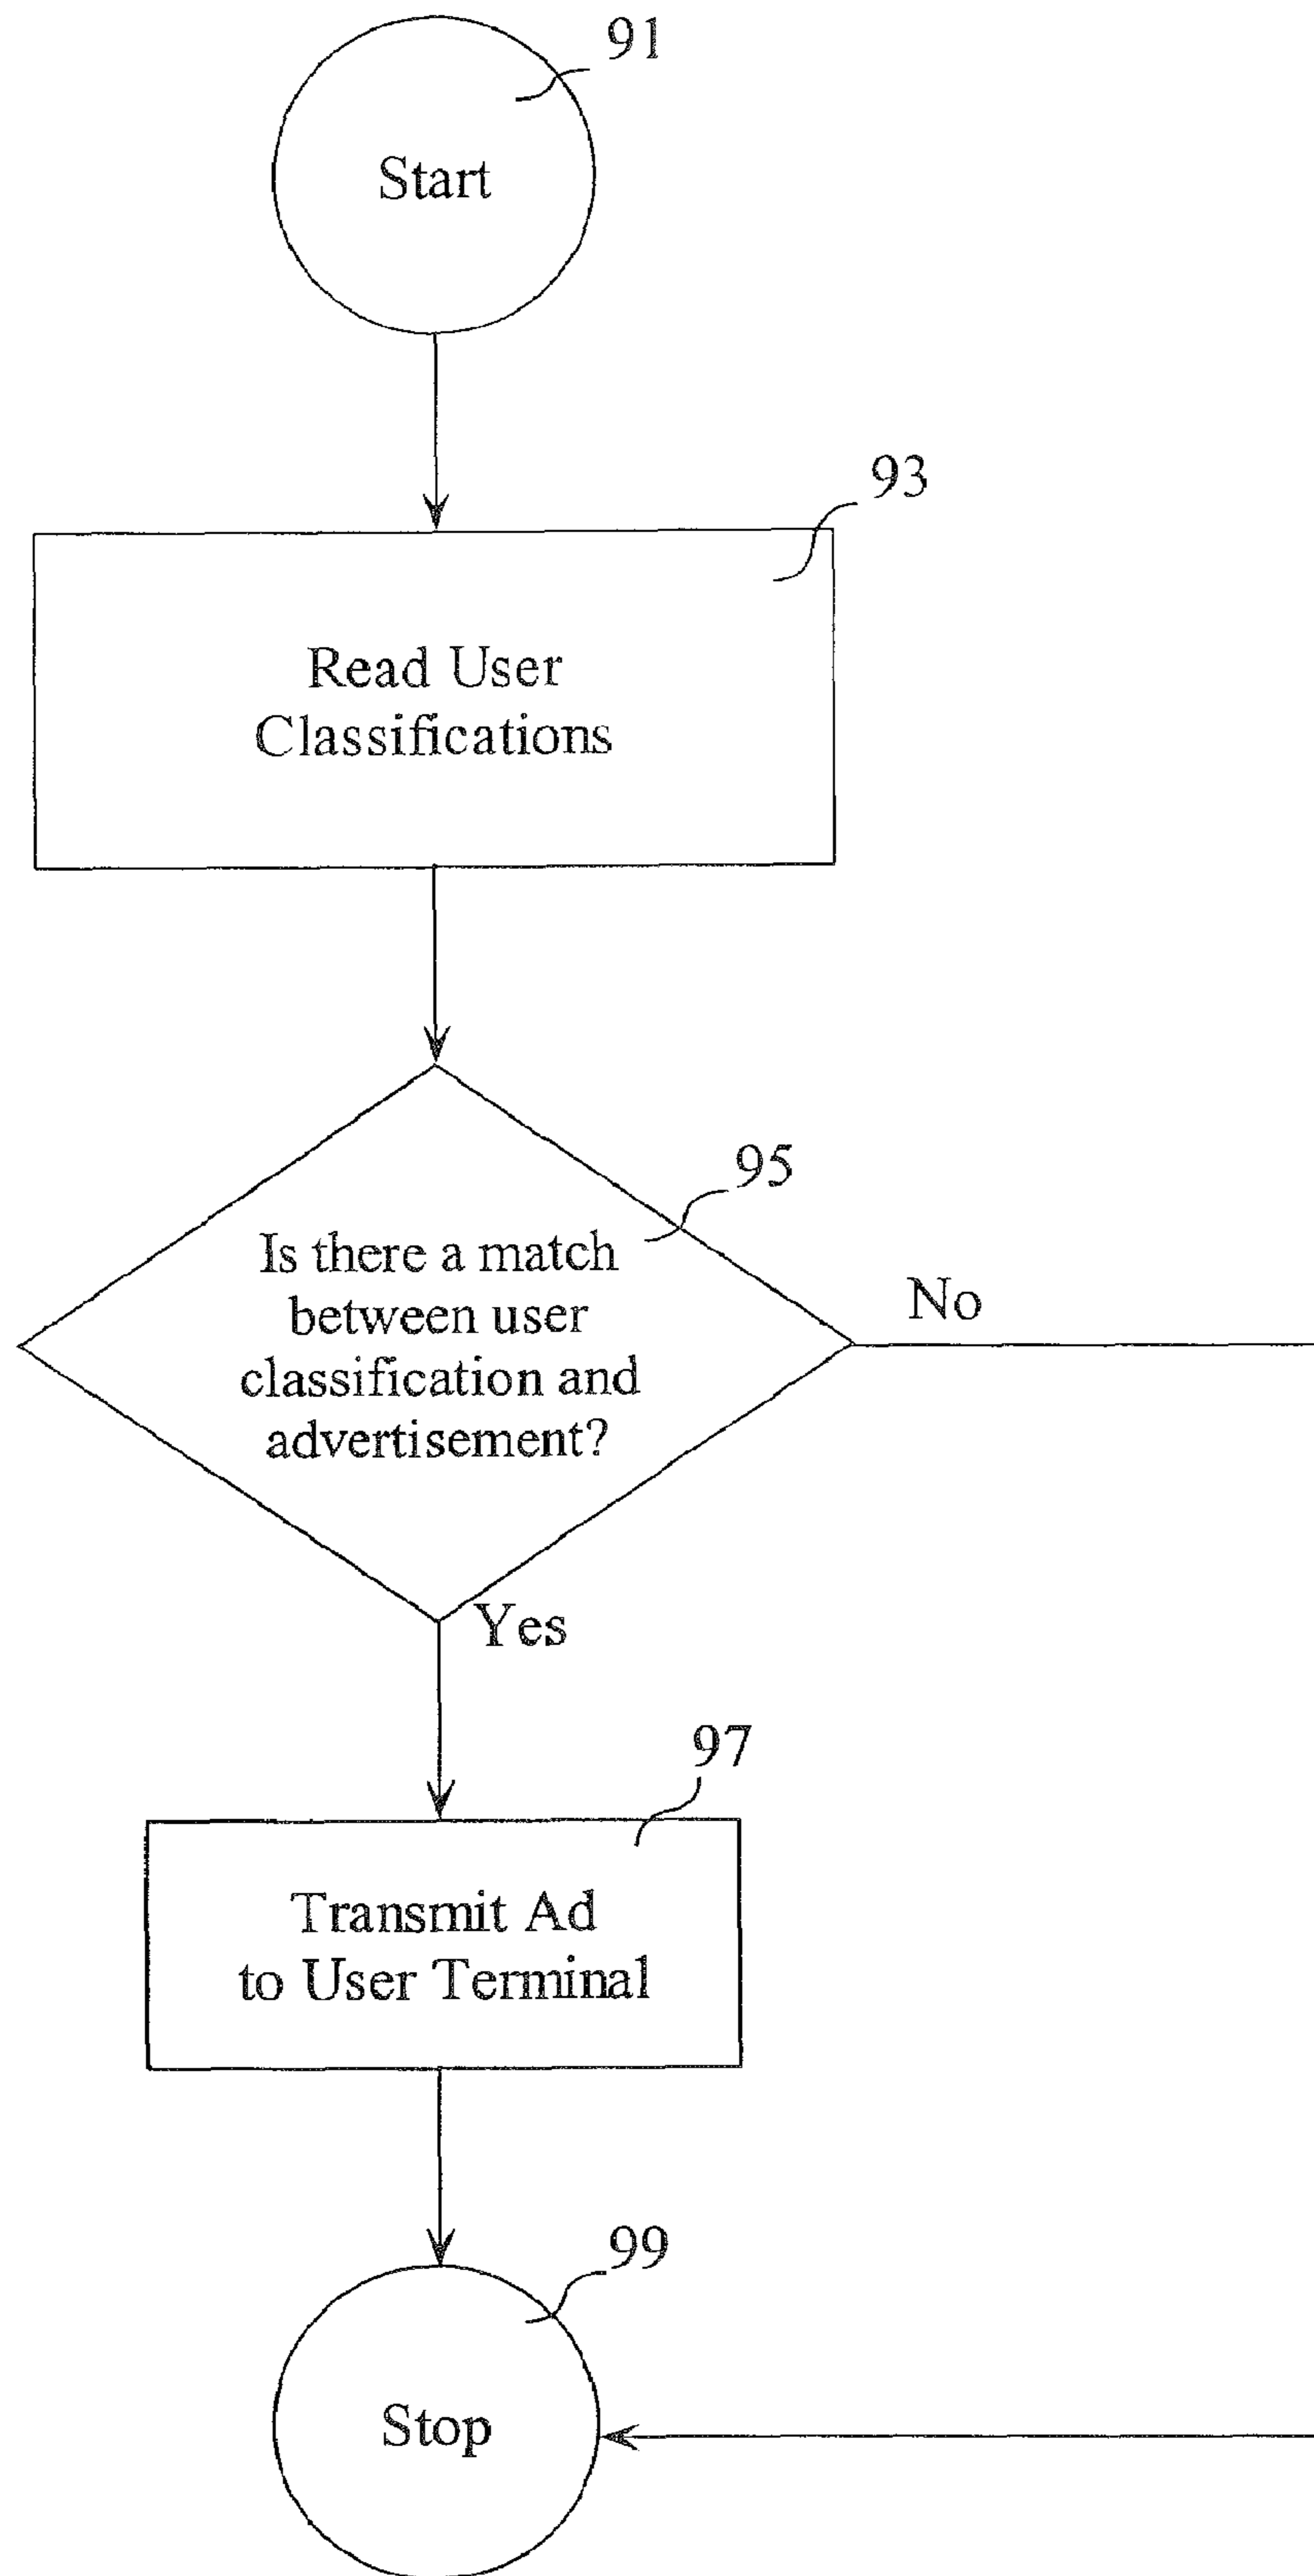 91
Start
93
Read User
Classifications
95
Is there a match
between user
classification and
advertisement?
No
Yes
97
Transmit Ad
to User Terminal
99
Stop